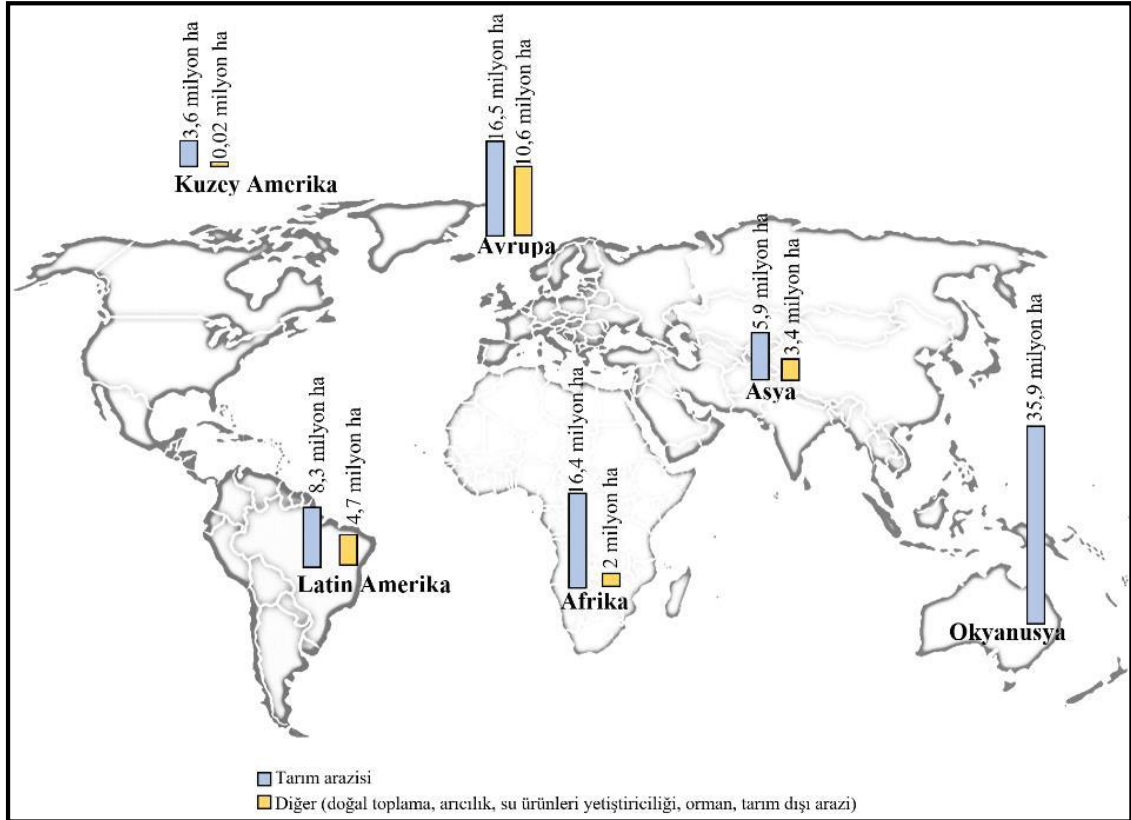 3,6 milyon ha
0,02 milyon ha
Kuzey Amerika
16,5 milyon ha
10,6 milyon ha
Avrupa
5,9 milyon ha
3,4 milyon ha
Asya
35,9 milyon ha
Okyanusya
8,3 milyon ha
4,7 milyon ha
Latin Amerika
16,4 milyon ha
2 milyon ha
Afrika
Tarım arazisi
Diğer (doğal toplama, arıcılık, su ürünleri yetiştiriciliği, orman, tarım dışı arazi)